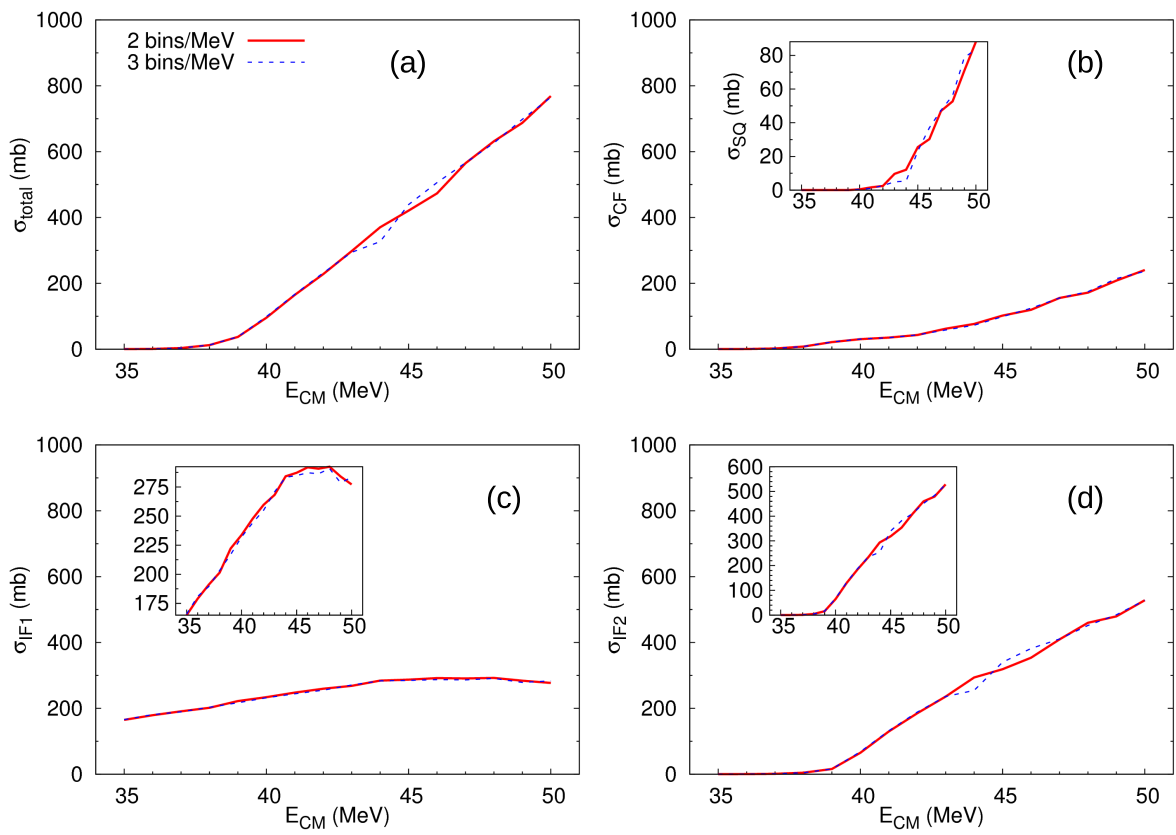 1000
800
600
400
200
0
σtotal (mb)
2 bins/MeV
3 bins/MeV
(a)
35 40 45 50
ECM (MeV)
1000
800
600
400
200
0
σCF (mb)
80
60
40
20
0
σSQ (mb)
35 40 45 50
(b)
35 40 45 50
ECM (MeV)
1000
800
600
400
200
0
σIF1 (mb)
275
250
225
200
175
35 40 45 50
(c)
35 40 45 50
ECM (MeV)
1000
800
600
400
200
0
σIF2 (mb)
600
500
400
300
200
100
0
35 40 45 50
(d)
35 40 45 50
ECM (MeV)